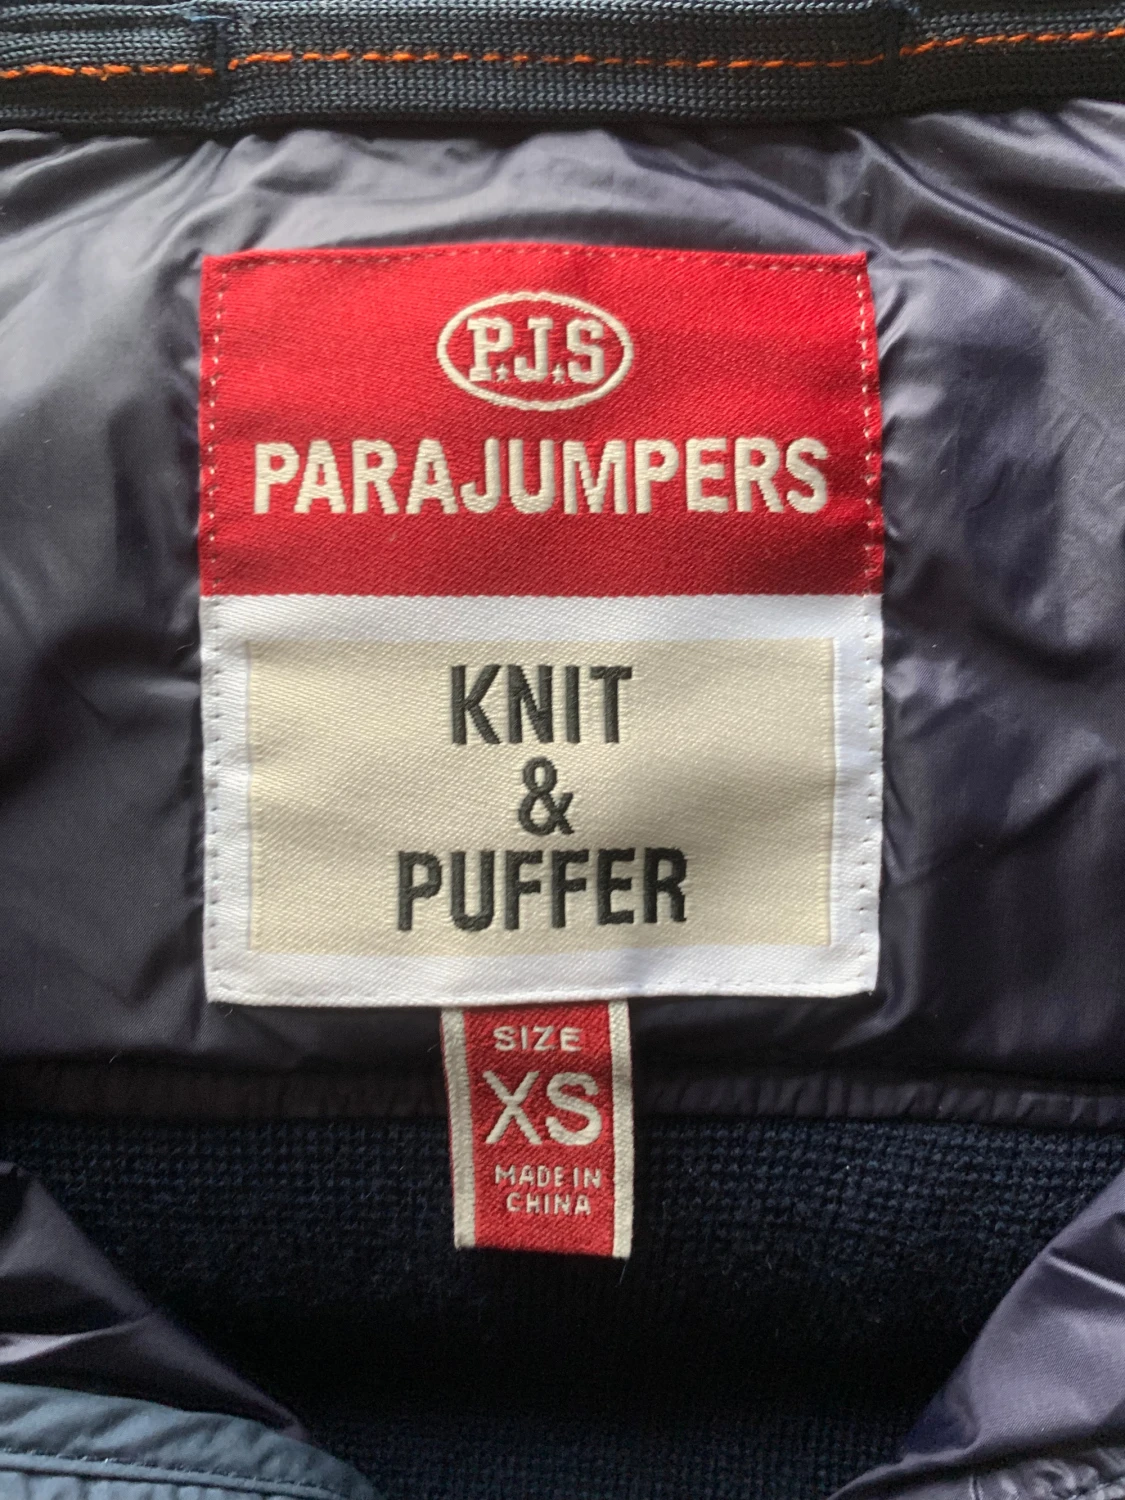 P.J.S
PARAJUMPERS
KNIT
&
PUFFER
SIZE
XS
MADE IN
CHINA